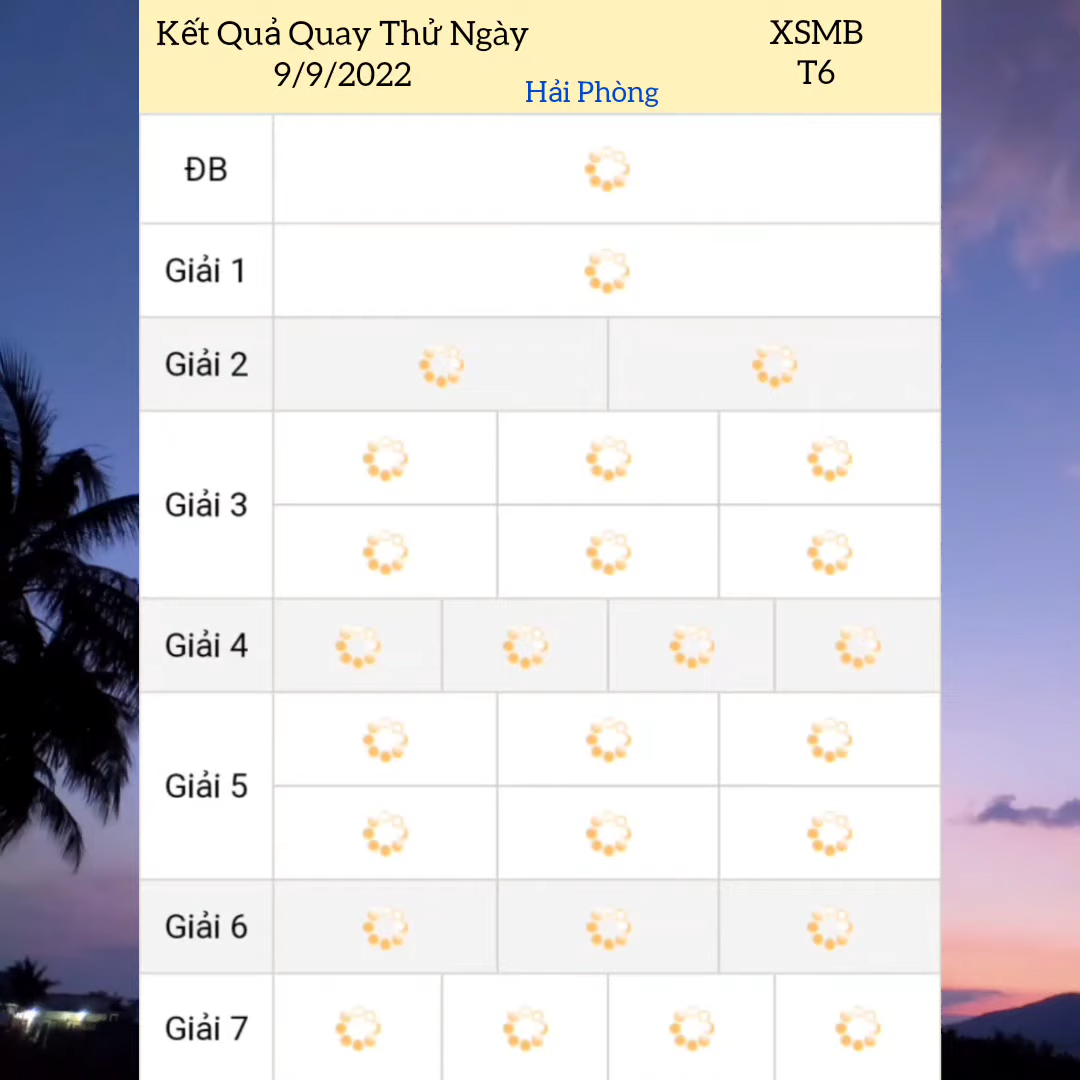 Kết Quả Quay Thử Ngày
9/9/2022
XSMB
T6
Hải Phòng
ĐB
Giải 1
Giải 2
Giải 3
Giải 4
Giải 5
Giải 6
Giải 7